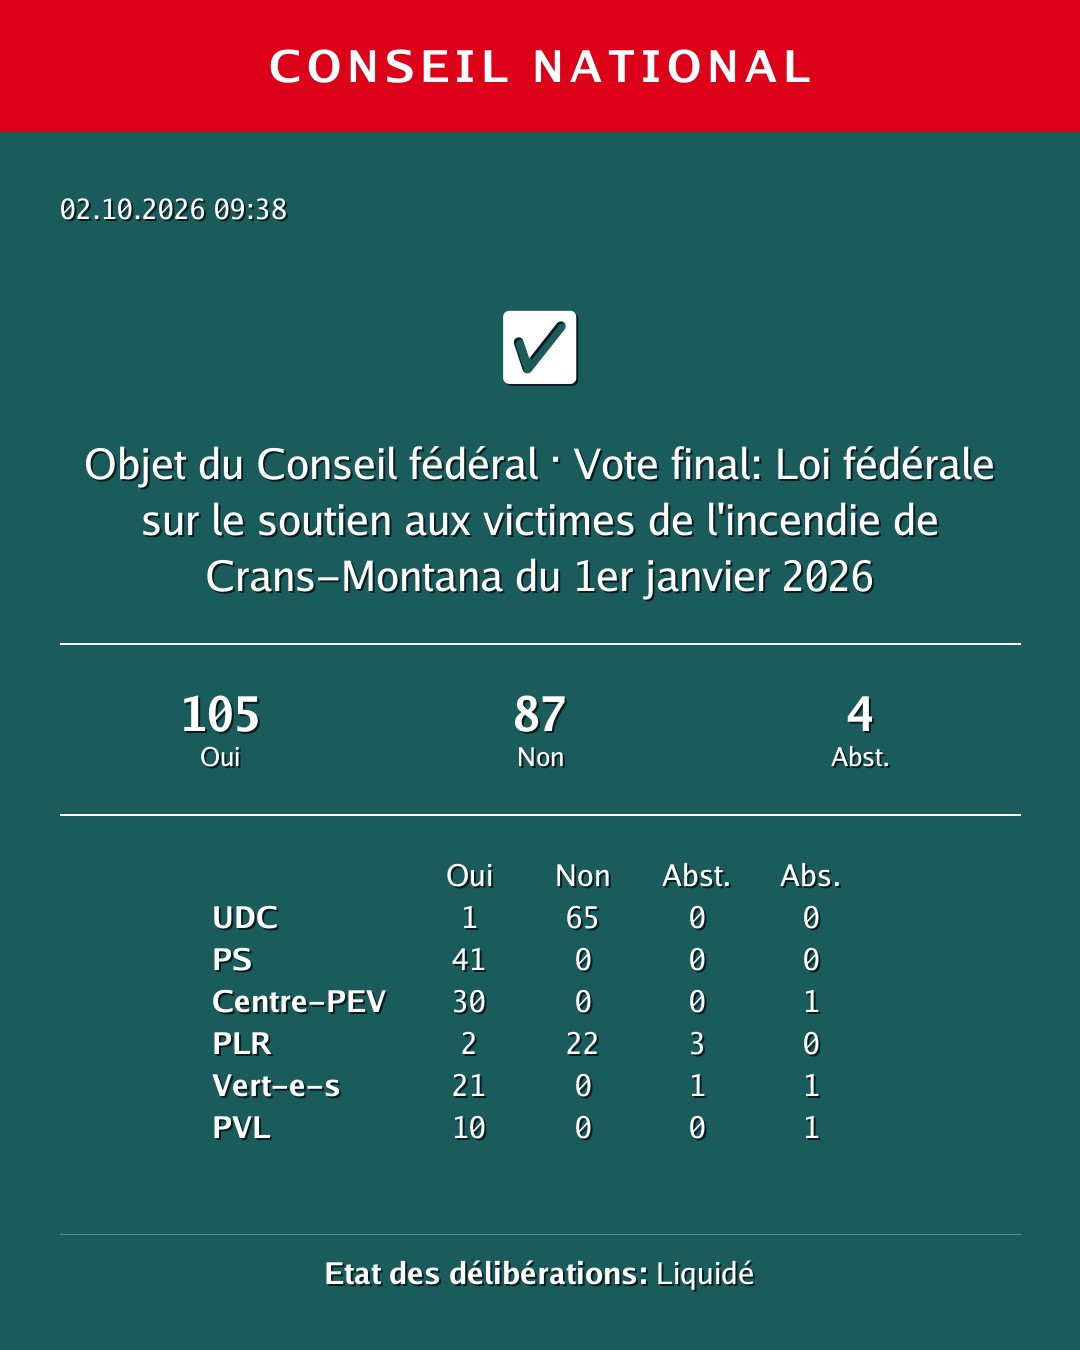 CONSEIL NATIONAL
02.10.2026 09:38
Objet du Conseil fédéral · Vote final: Loi fédérale
sur le soutien aux victimes de l'incendie de
Crans-Montana du 1er janvier 2026
105 87 4
Oui Non Abst.
Oui Non Abst. Abs.
UDC 1 65 0 0
PS 41 0 0 0
Centre-PEV 30 0 0 1
PLR 2 22 3 0
Vert-e-s 21 0 1 1
PVL 10 0 0 1
Etat des délibérations: Liquidé